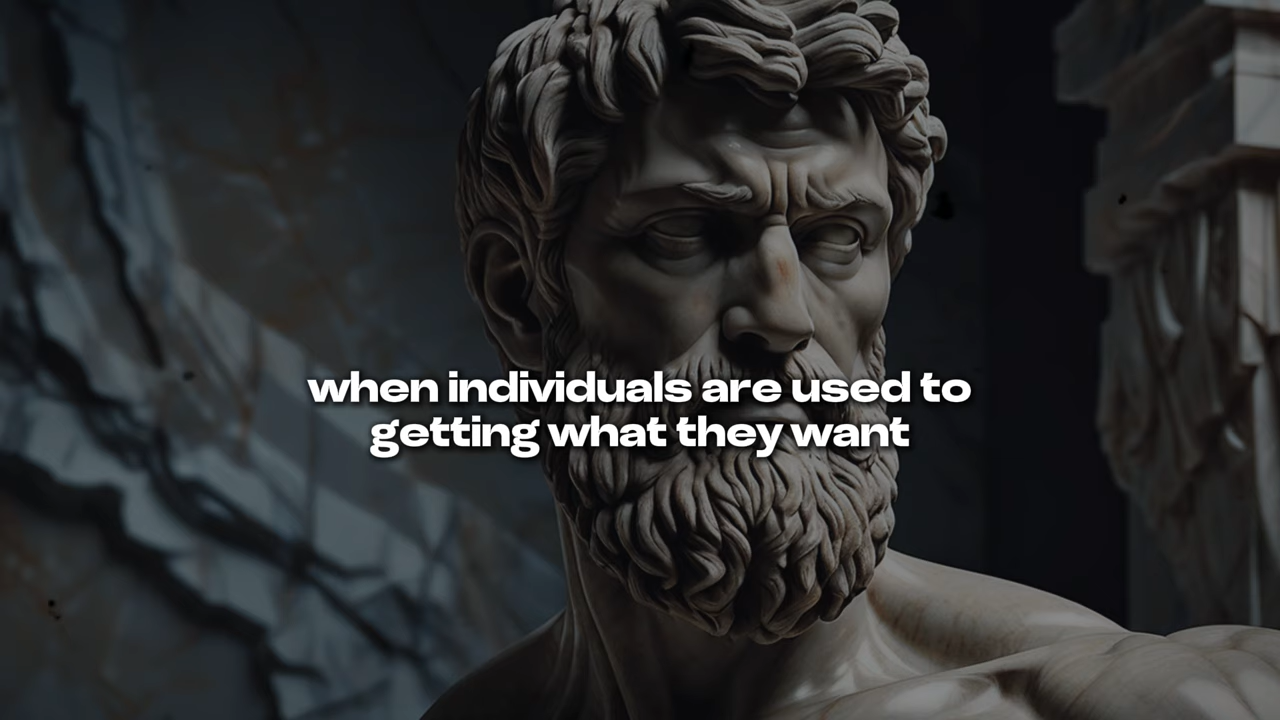 when individuals are used to
getting what they want